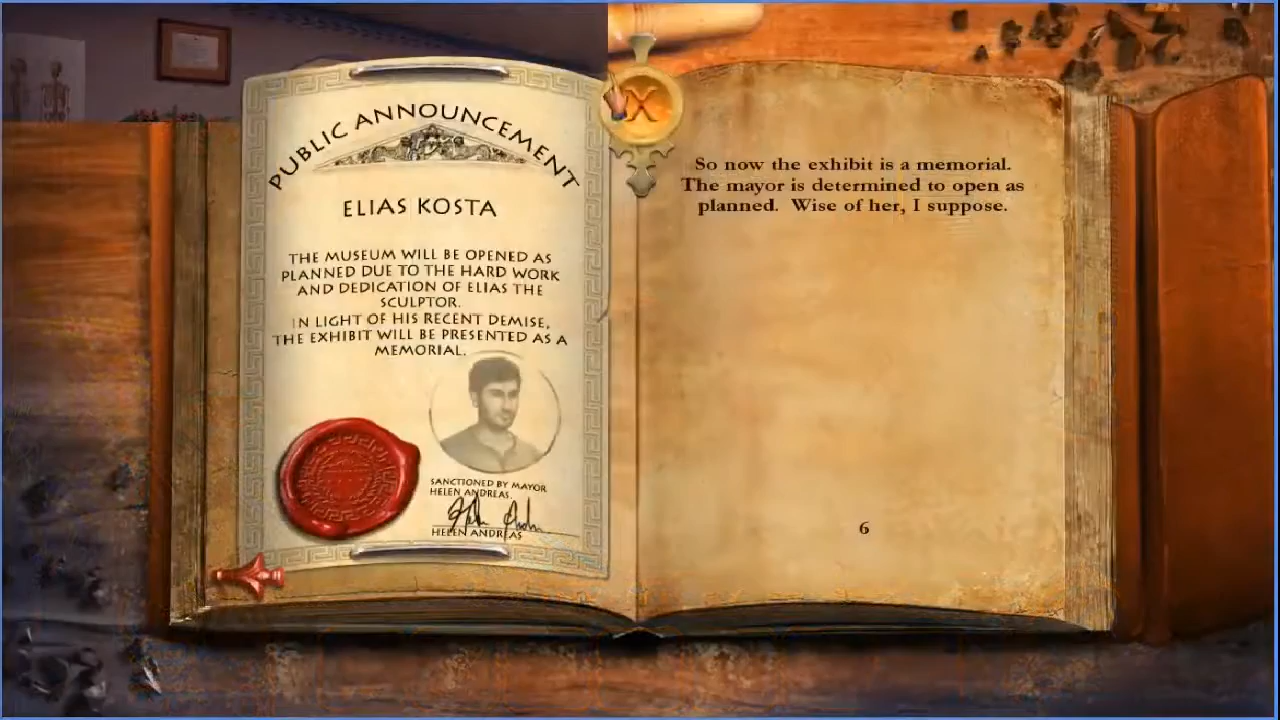 PUBLIC ANNOUNCEMENT
ELIAS KOSTA
THE MUSEUM WILL BE OPENED AS
PLANNED DUE TO THE HARD WORK
AND DEDICATION OF ELIAS THE
SCULPTOR.
IN LIGHT OF HIS RECENT DEMISE,
THE EXHIBIT WILL BE PRESENTED AS A
MEMORIAL.
SANCTIONED BY MAYOR
HELEN ANDREAS.
HELEN ANDREAS
X
So now the exhibit is a memorial.
The mayor is determined to open as
planned. Wise of her, I suppose.
6